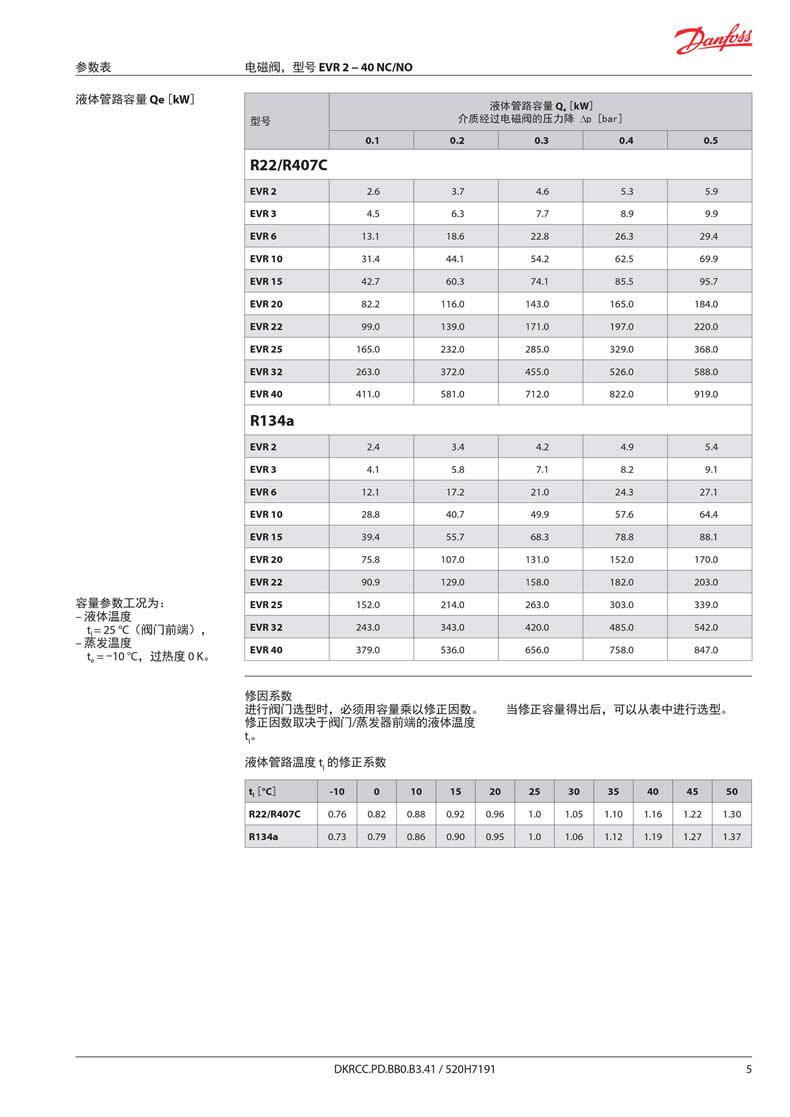 Danfoss
参数表 电磁阀，型号 EVR 2 – 40 NC/NO
液体管路容量 Qe［kW］
型号
液体管路容量 Qe［kW］
介质经过电磁阀的压力降 Δp［bar］
0.1 0.2 0.3 0.4 0.5
R22/R407C
EVR 2 2.6 3.7 4.6 5.3 5.9
EVR 3 4.5 6.3 7.7 8.9 9.9
EVR 6 13.1 18.6 22.8 26.3 29.4
EVR 10 31.4 44.1 54.2 62.5 69.9
EVR 15 42.7 60.3 74.1 85.5 95.7
EVR 20 82.2 116.0 143.0 165.0 184.0
EVR 22 99.0 139.0 171.0 197.0 220.0
EVR 25 165.0 232.0 285.0 329.0 368.0
EVR 32 263.0 372.0 455.0 526.0 588.0
EVR 40 411.0 581.0 712.0 822.0 919.0
R134a
EVR 2 2.4 3.4 4.2 4.9 5.4
EVR 3 4.1 5.8 7.1 8.2 9.1
EVR 6 12.1 17.2 21.0 24.3 27.1
EVR 10 28.8 40.7 49.9 57.6 64.4
EVR 15 39.4 55.7 68.3 78.8 88.1
EVR 20 75.8 107.0 131.0 152.0 170.0
EVR 22 90.9 129.0 158.0 182.0 203.0
EVR 25 152.0 214.0 263.0 303.0 339.0
EVR 32 243.0 343.0 420.0 485.0 542.0
EVR 40 379.0 536.0 656.0 758.0 847.0
容量参数工况为：
– 液体温度
tl = 25 °C（阀门前端），
– 蒸发温度
te = −10 °C，过热度 0 K。
修因系数
进行阀门选型时，必须用容量乘以修正因数。
修正因数取决于阀门/蒸发器前端的液体温度
tl。
当修正容量得出后，可以从表中进行选型。
液体管路温度 tl 的修正系数
tl［°C］ -10 0 10 15 20 25 30 35 40 45 50
R22/R407C 0.76 0.82 0.88 0.92 0.96 1.0 1.05 1.10 1.16 1.22 1.30
R134a 0.73 0.79 0.86 0.90 0.95 1.0 1.06 1.12 1.19 1.27 1.37
DKRCC.PD.BB0.B3.41 / 520H7191 5